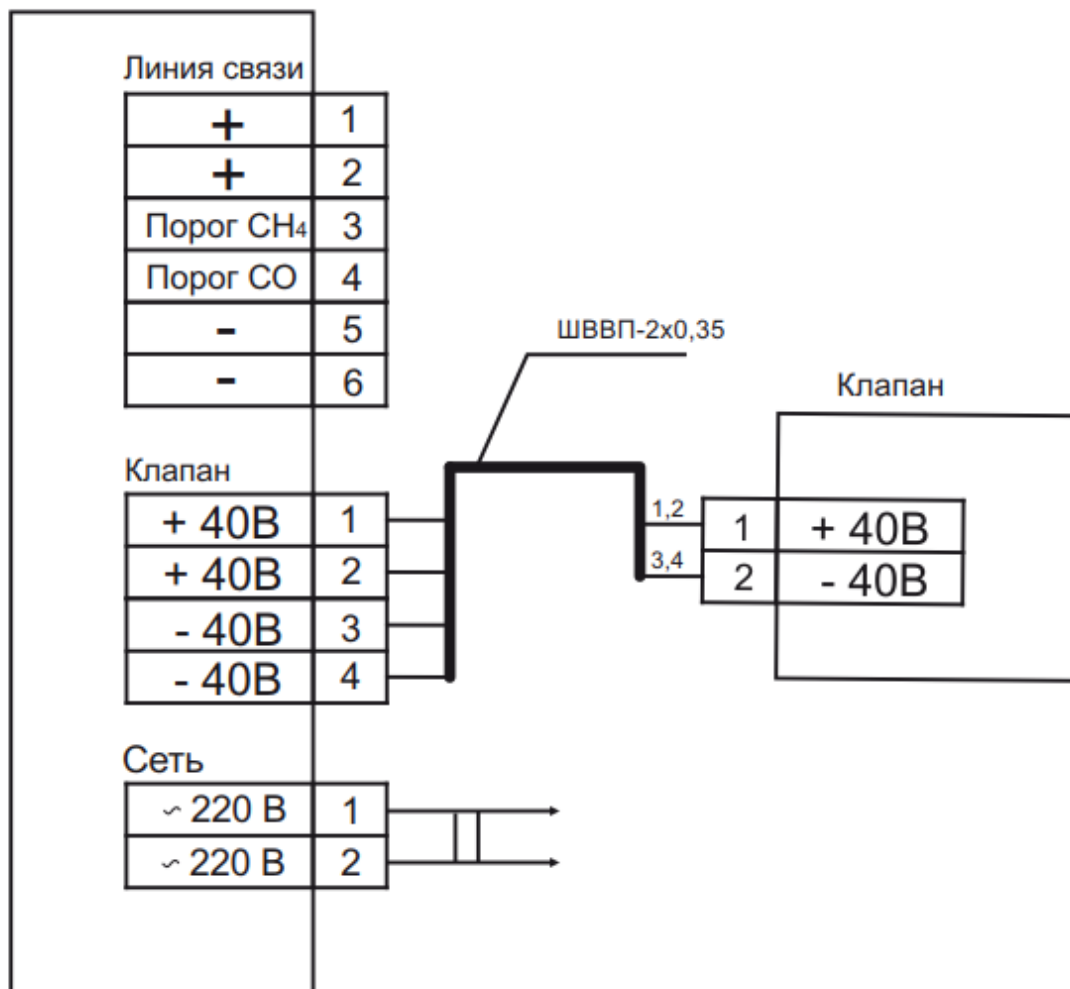 Линия связи
+ 1
+ 2
Порог CH4 3
Порог CO 4
- 5
- 6
ШВВП-2х0,35
Клапан
Клапан
+ 40В 1
+ 40В 2
- 40В 3
- 40В 4
1,2
1 + 40В
3,4
2 - 40В
Сеть
~ 220 В 1
~ 220 В 2